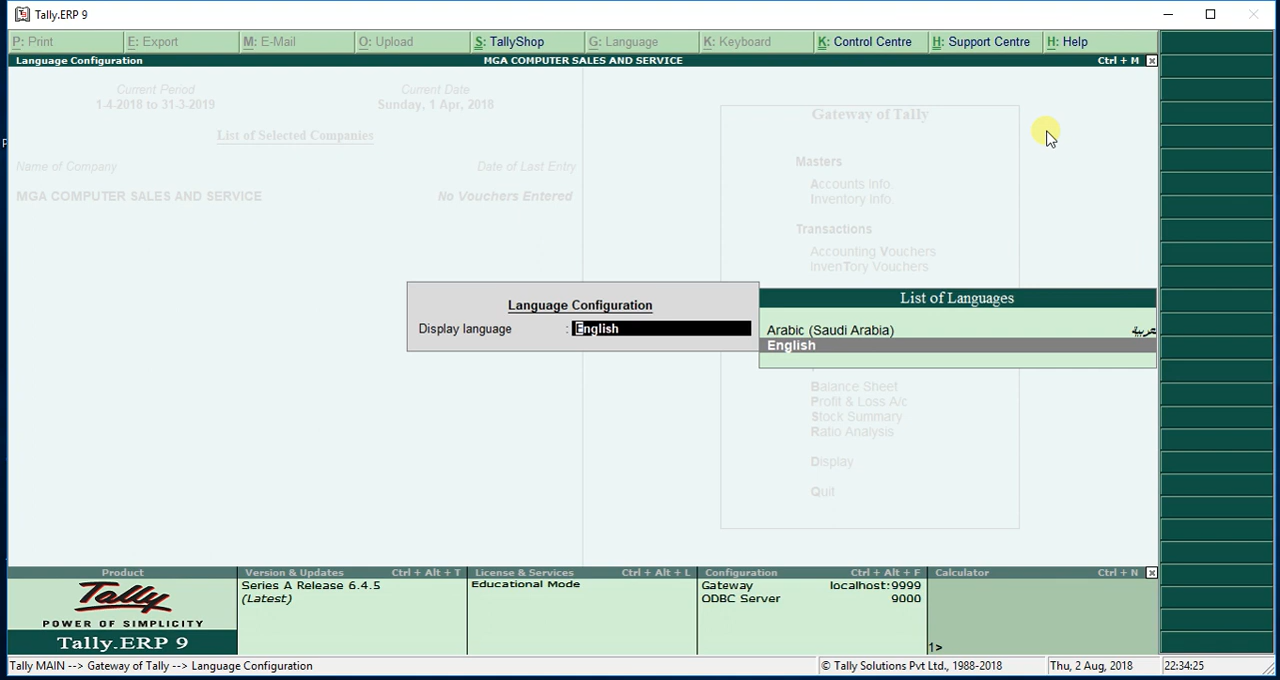 Tally.ERP 9
P: Print E: Export M: E-Mail O: Upload S: TallyShop G: Language K: Keyboard K: Control Centre H: Support Centre H: Help
Language Configuration MGA COMPUTER SALES AND SERVICE Ctrl + M
Current Period Current Date
1-4-2018 to 31-3-2019 Sunday, 1 Apr, 2018
List of Selected Companies
Name of Company Date of Last Entry
MGA COMPUTER SALES AND SERVICE No Vouchers Entered
Gateway of Tally
Masters
Accounts Info.
Inventory Info.
Transactions
Accounting Vouchers
InvenTory Vouchers
Language Configuration
Display language : English
List of Languages
Arabic (Saudi Arabia) العربية
English
Balance Sheet
Profit & Loss A/c
Stock Summary
Ratio Analysis
Display
Quit
Product Version & Updates Ctrl + Alt + T License & Services Ctrl + Alt + L Configuration Ctrl + Alt + F Calculator Ctrl + N
Tally
POWER OF SIMPLICITY
Tally.ERP 9
Series A Release 6.4.5
(Latest)
Educational Mode
Gateway localhost:9999
ODBC Server 9000
1>
Tally MAIN --> Gateway of Tally --> Language Configuration © Tally Solutions Pvt Ltd., 1988-2018 Thu, 2 Aug, 2018 22:34:25